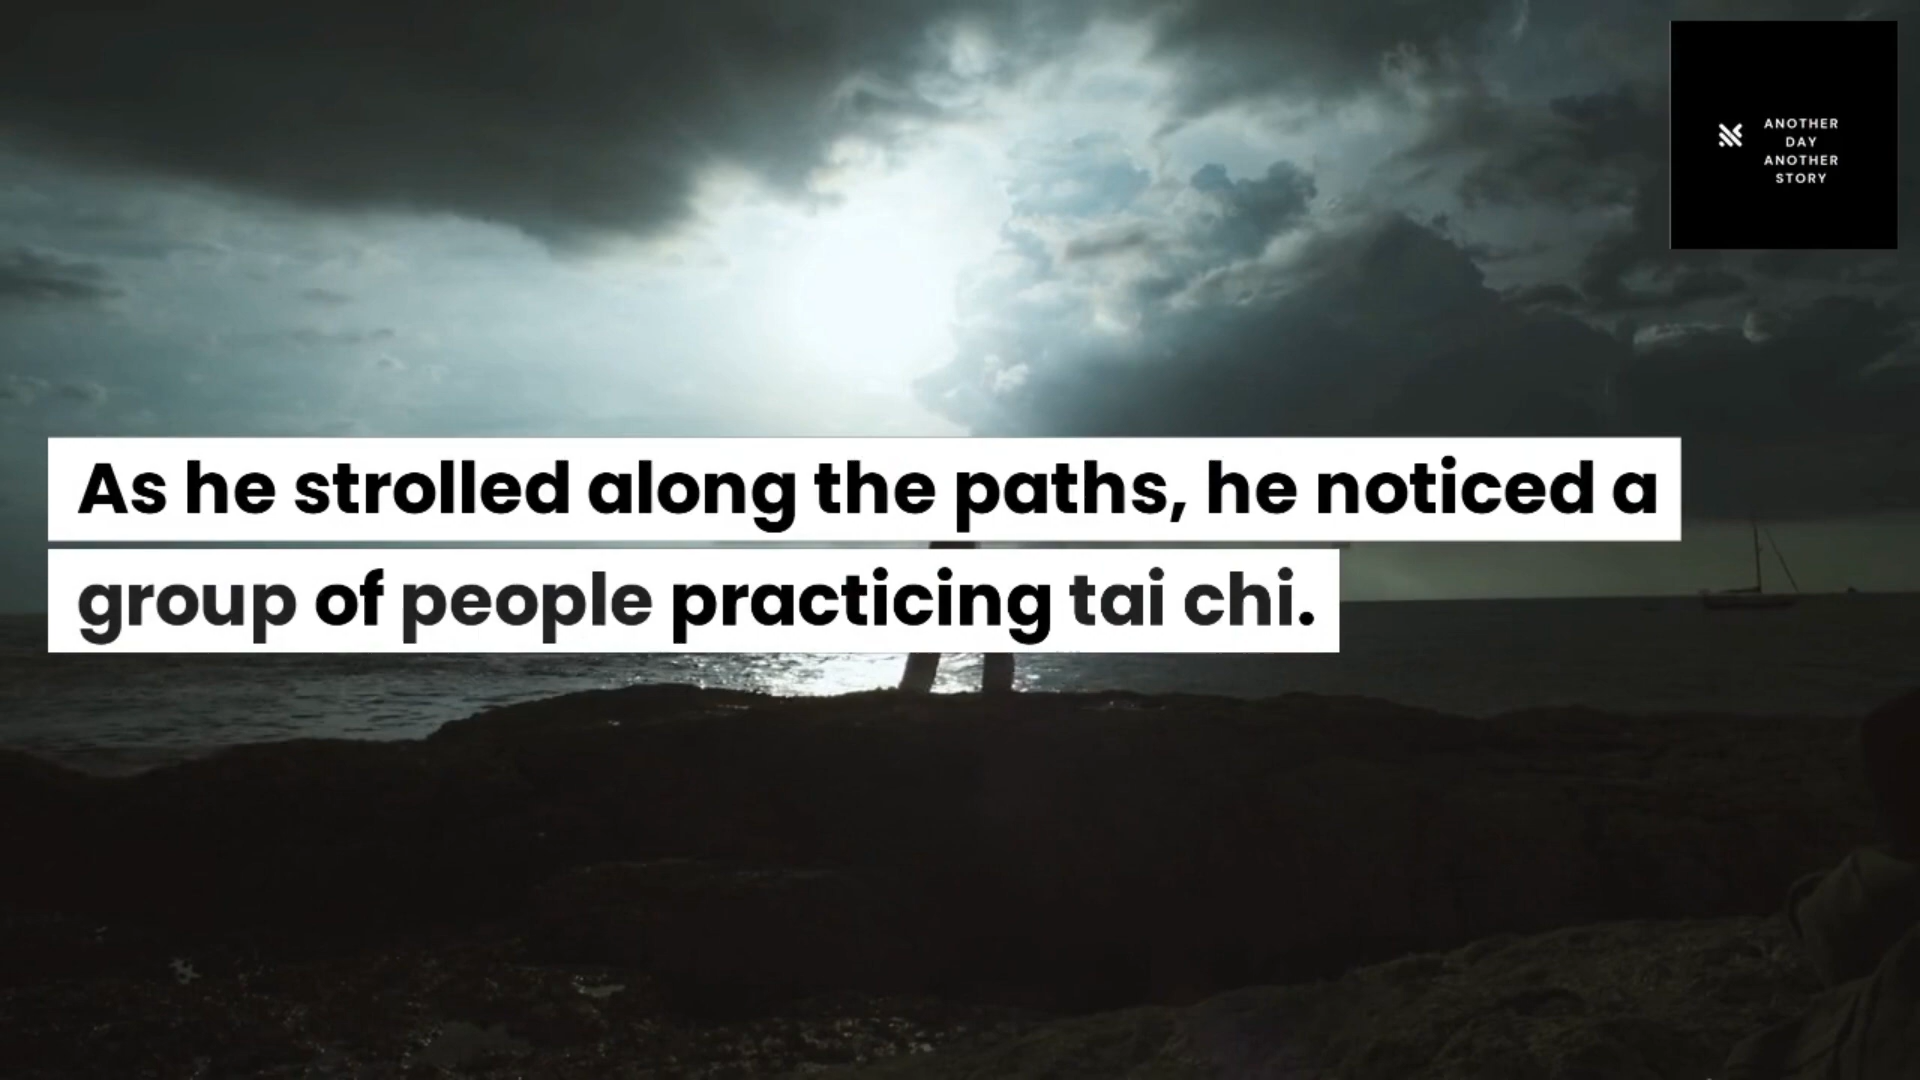 ANOTHER
DAY
ANOTHER
STORY
As he strolled along the paths, he noticed a
group of people practicing tai chi.